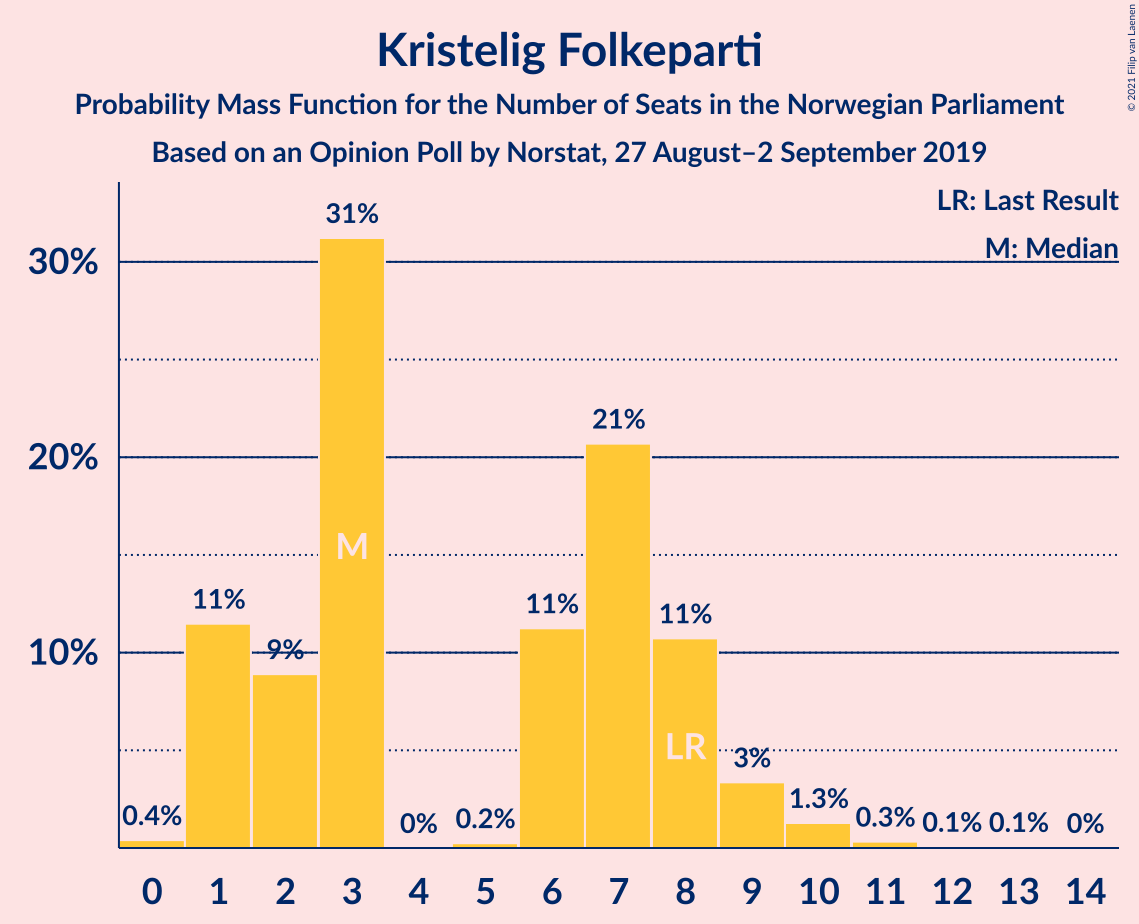 Kristelig Folkeparti
Probability Mass Function for the Number of Seats in the Norwegian Parliament
Based on an Opinion Poll by Norstat, 27 August–2 September 2019
© 2021 Filip van Laenen
LR: Last Result
M: Median
30%
20%
10%
0.4%
11%
9%
31%
0%
0.2%
11%
21%
11%
3%
1.3%
0.3%
0.1%
0.1%
0%
M
LR
0 1 2 3 4 5 6 7 8 9 10 11 12 13 14